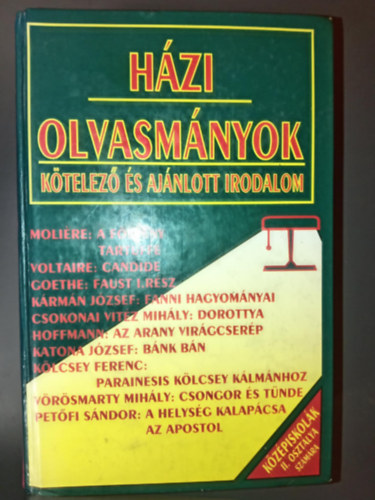 HÁZI
OLVASMÁNYOK
KÖTELEZŐ ÉS AJÁNLOTT IRODALOM
MOLIÉRE: A
TARTUFFE
VOLTAIRE: CANDIDE
GOETHE: FAUST I.RÉSZ
KÁRMÁN JÓZSEF: FANNI HAGYOMÁNYAI
CSOKONAI VITÉZ MIHÁLY: DOROTTYA
HOFFMANN: AZ ARANY VIRÁGCSERÉP
KATONA JÓZSEF: BÁNK BÁN
KÖLCSEY FERENC:
PARAINESIS KÖLCSEY KÁLMÁNHOZ
VÖRÖSMARTY MIHÁLY: CSONGOR ÉS TÜNDE
PETŐFI SÁNDOR: A HELYSÉG KALAPÁCSA
AZ APOSTOL
KÖZÉPISKOLÁK
II. OSZTÁLYA
SZÁMÁRA